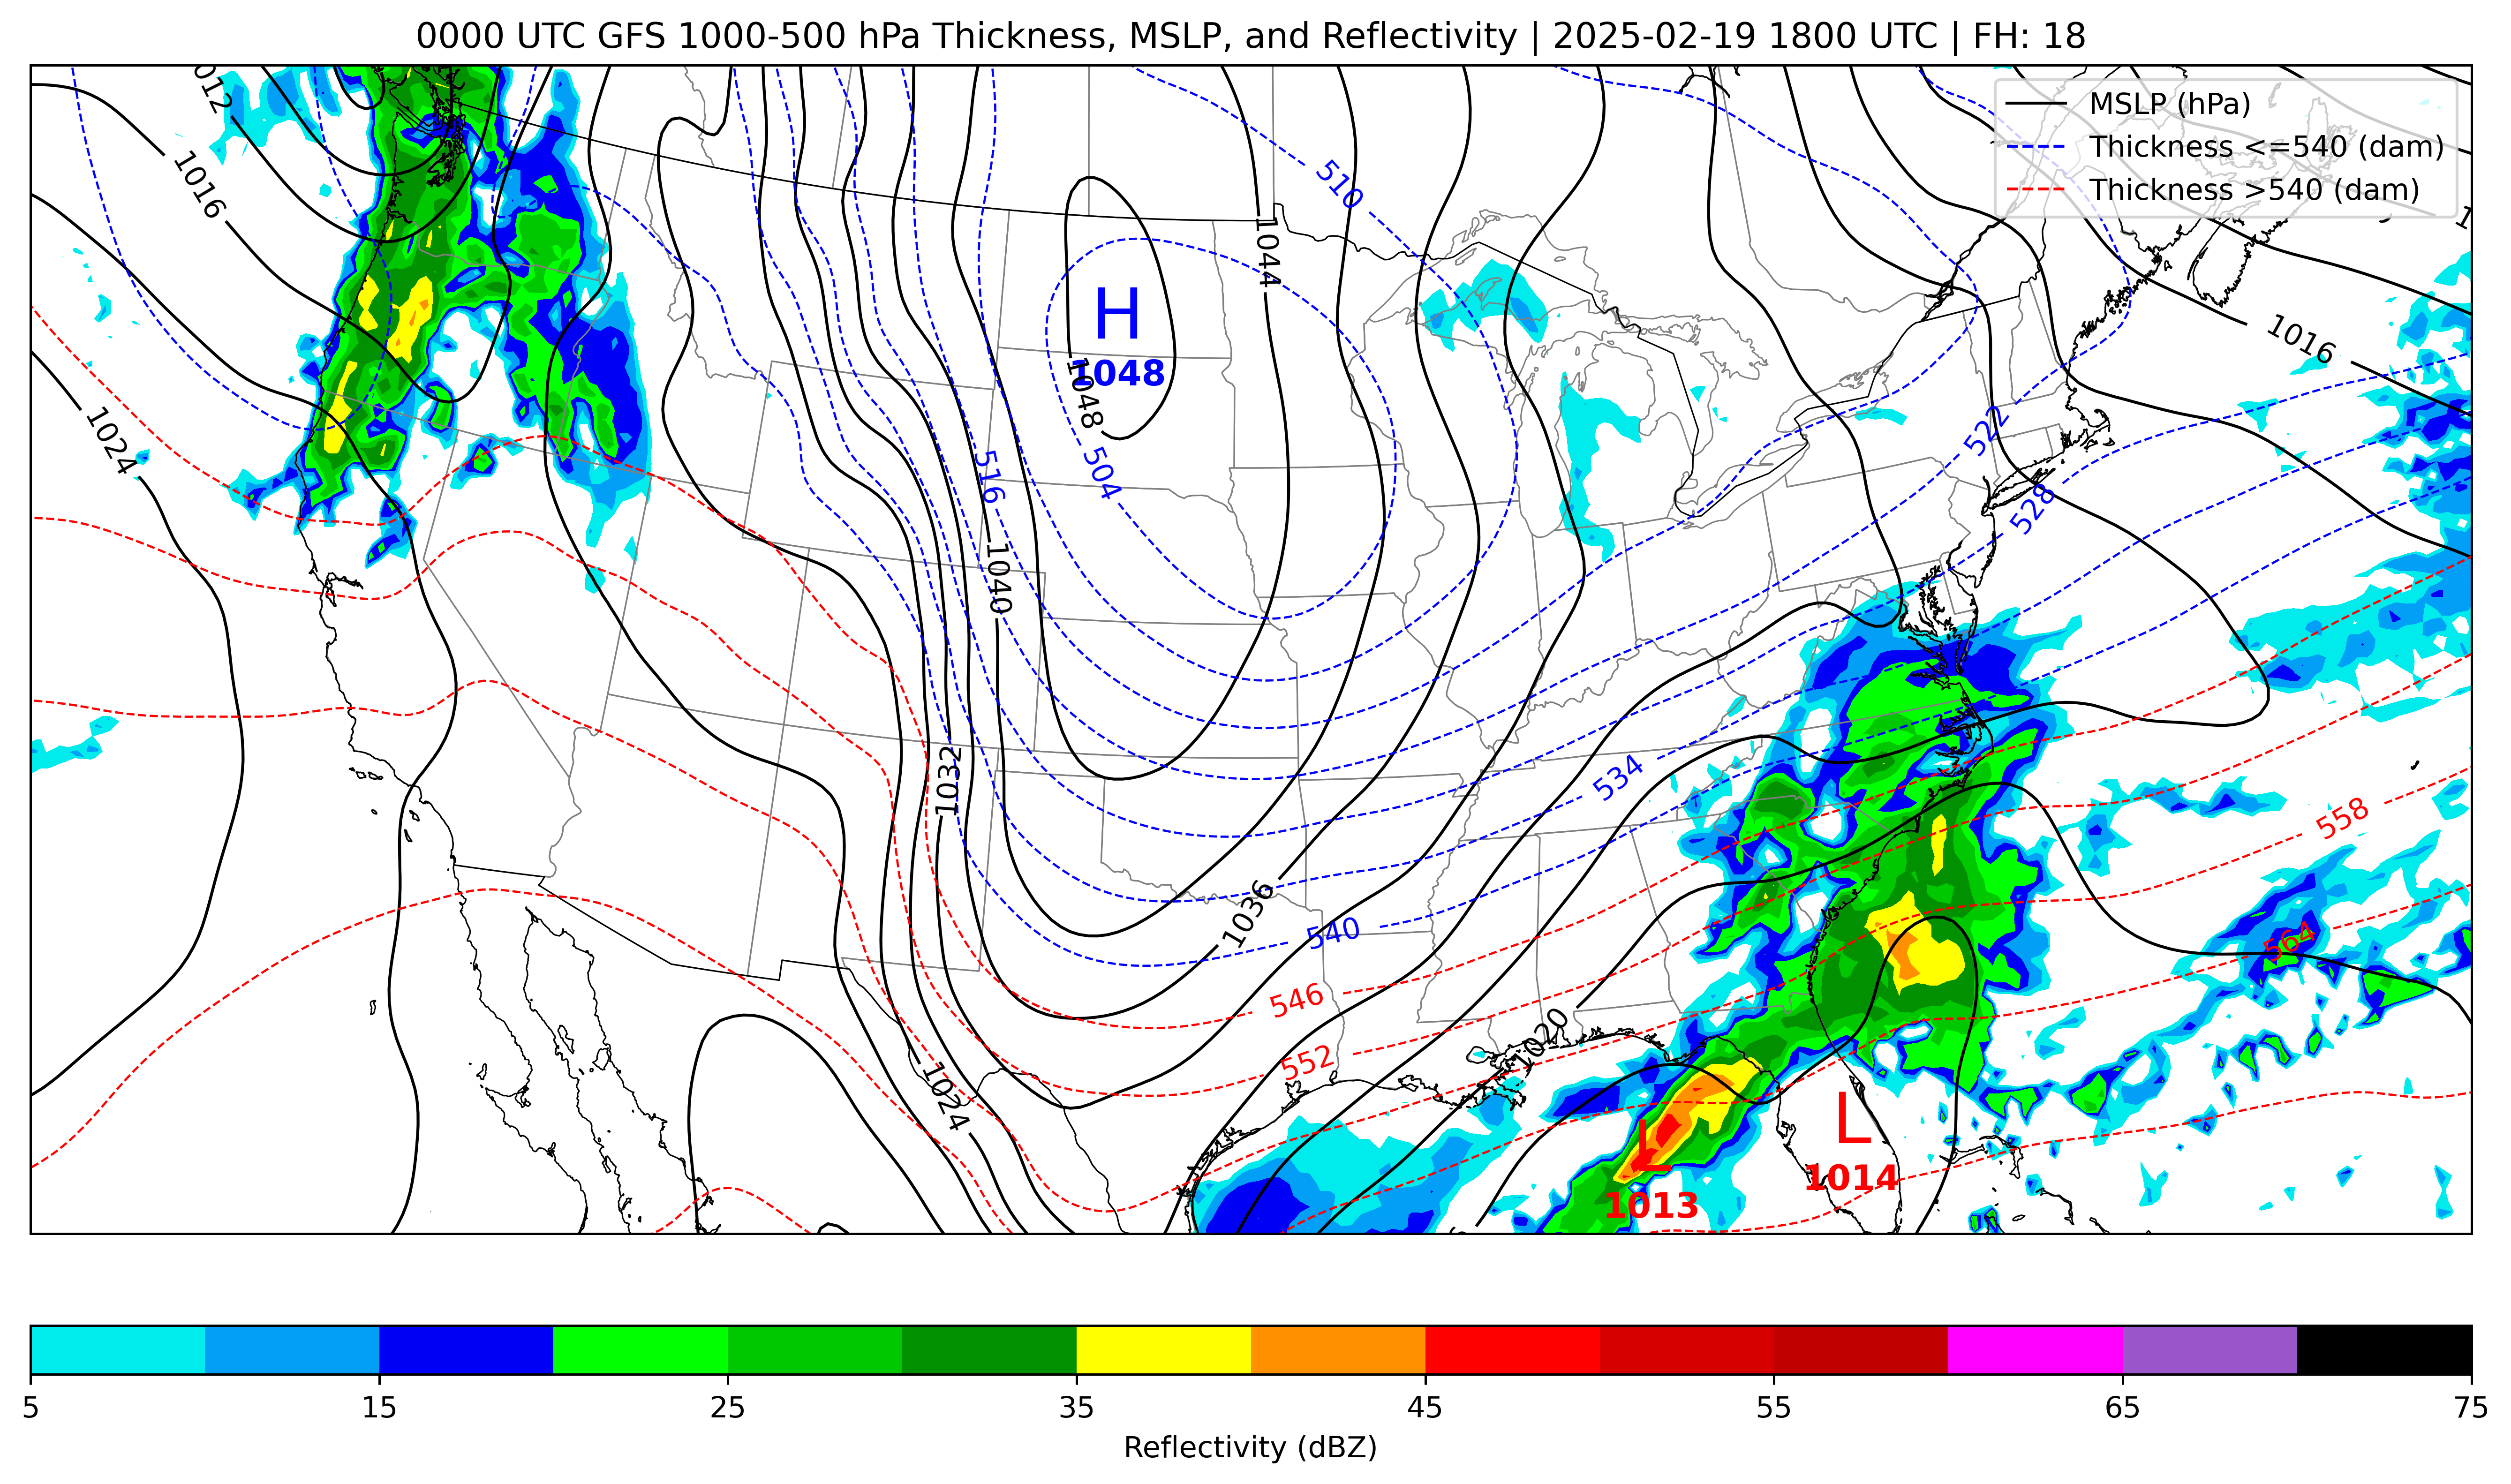 0000 UTC GFS 1000-500 hPa Thickness, MSLP, and Reflectivity | 2025-02-19 1800 UTC | FH: 18
MSLP (hPa)
Thickness <=540 (dam)
Thickness >540 (dam)
1016
510
1044
H
1048
1048
1016
1024
504
516
522
528
1040
534
1032
558
1036
540
564
546
552
1020
1024
L
1013
L
1014
5 15 25 35 45 55 65 75
Reflectivity (dBZ)